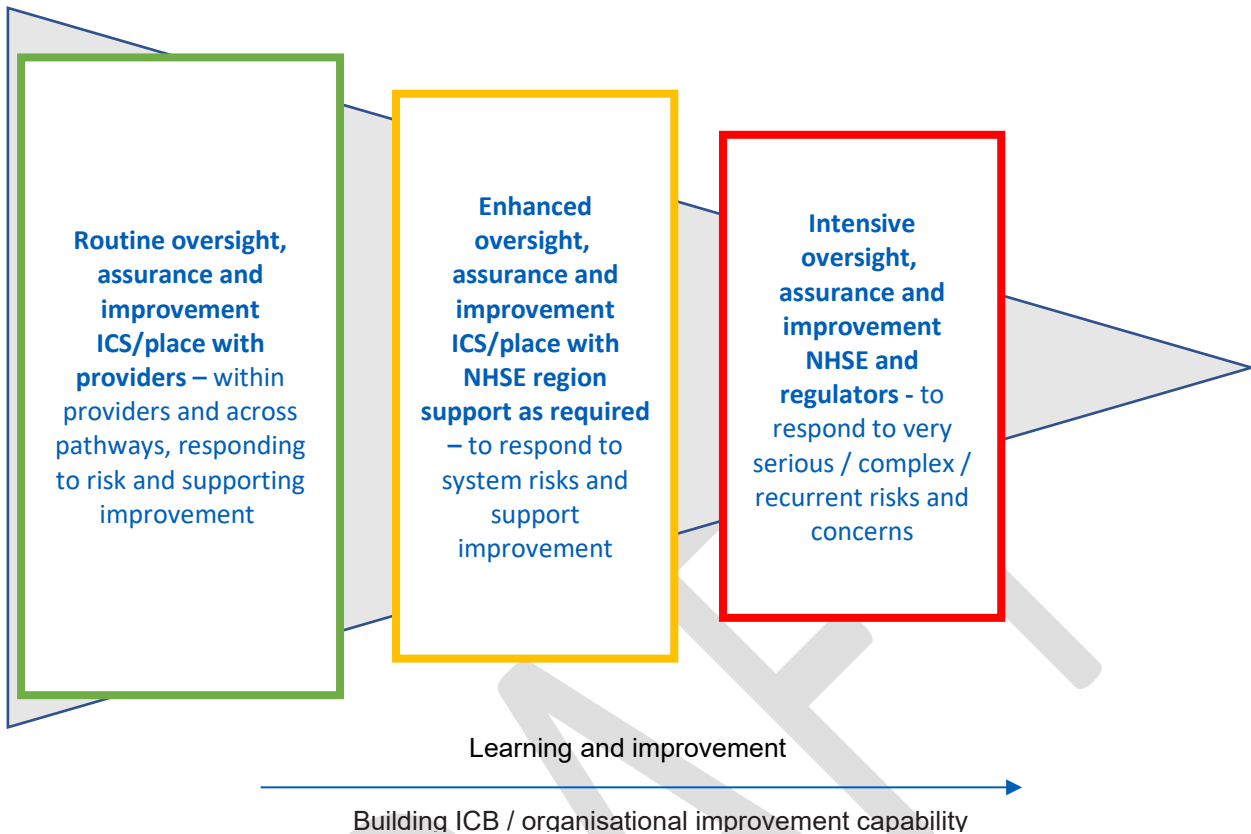 Routine oversight,
assurance and
improvement
ICS/place with
providers – within
providers and across
pathways, responding
to risk and supporting
improvement
Enhanced
oversight,
assurance and
improvement
ICS/place with
NHSE region
support as required
– to respond to
system risks and
support
improvement
Intensive
oversight,
assurance and
improvement
NHSE and
regulators - to
respond to very
serious / complex /
recurrent risks and
concerns
Learning and improvement
Building ICB / organisational improvement capability